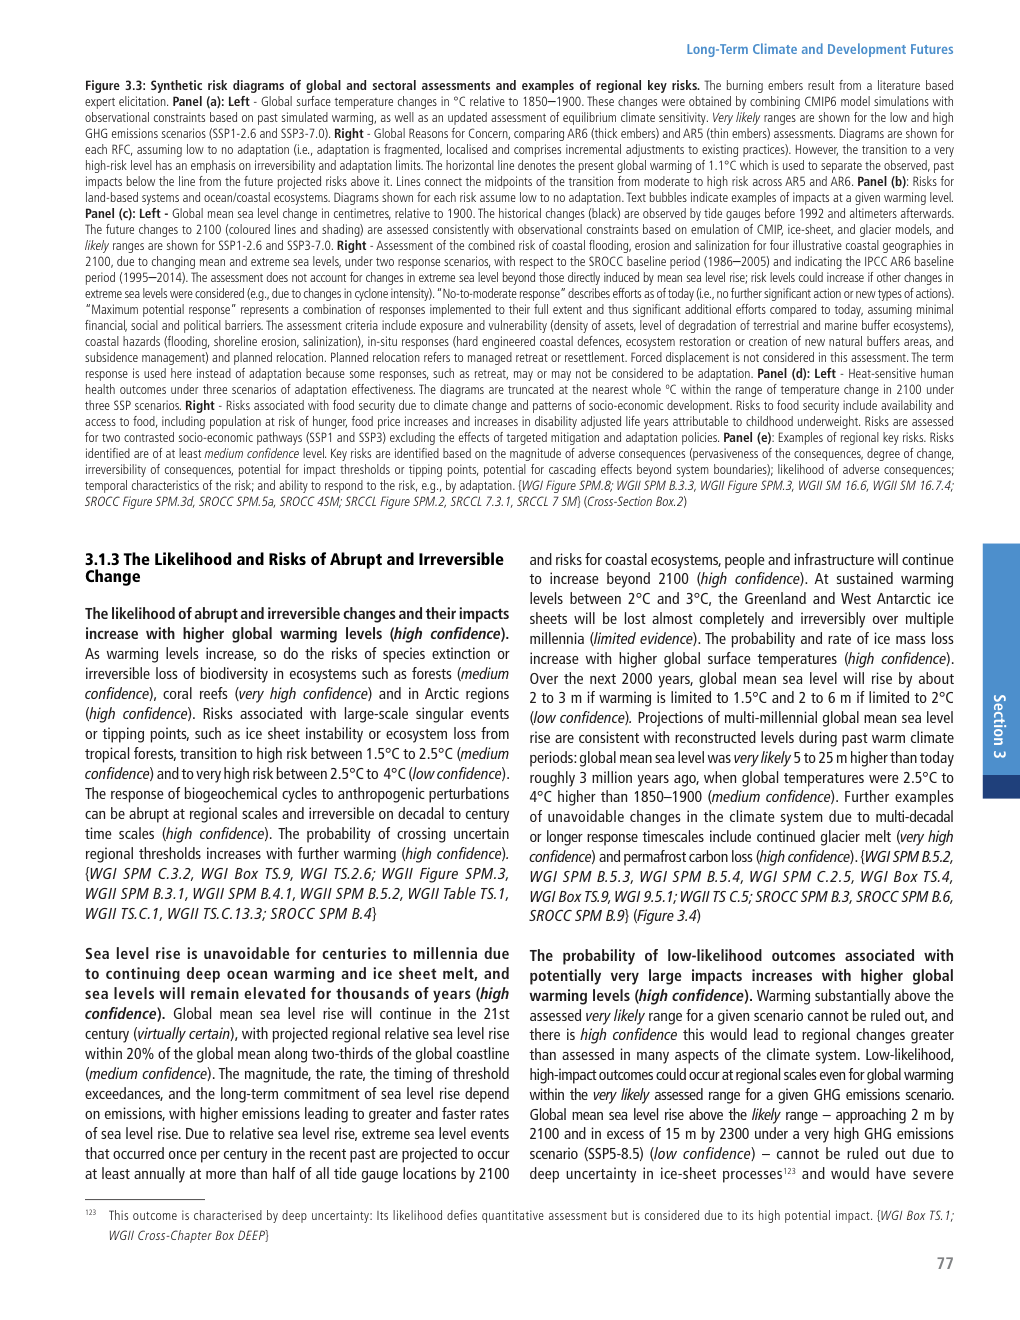 Long-Term Climate and Development Futures
Figure 3.3: Synthetic risk diagrams of global and sectoral assessments and examples of regional key risks. The burning embers result from a literature based
expert elicitation. Panel (a): Left - Global surface temperature changes in °C relative to 1850–1900. These changes were obtained by combining CMIP6 model simulations with
observational constraints based on past simulated warming, as well as an updated assessment of equilibrium climate sensitivity. Very likely ranges are shown for the low and high
GHG emissions scenarios (SSP1-2.6 and SSP3-7.0). Right - Global Reasons for Concern, comparing AR6 (thick embers) and AR5 (thin embers) assessments. Diagrams are shown for
each RFC, assuming low to no adaptation (i.e., adaptation is fragmented, localised and comprises incremental adjustments to existing practices). However, the transition to a very
high-risk level has an emphasis on irreversibility and adaptation limits. The horizontal line denotes the present global warming of 1.1°C which is used to separate the observed, past
impacts below the line from the future projected risks above it. Lines connect the midpoints of the transition from moderate to high risk across AR5 and AR6. Panel (b): Risks for
land-based systems and ocean/coastal ecosystems. Diagrams shown for each risk assume low to no adaptation. Text bubbles indicate examples of impacts at a given warming level.
Panel (c): Left - Global mean sea level change in centimetres, relative to 1900. The historical changes (black) are observed by tide gauges before 1992 and altimeters afterwards.
The future changes to 2100 (coloured lines and shading) are assessed consistently with observational constraints based on emulation of CMIP, ice-sheet, and glacier models, and
likely ranges are shown for SSP1-2.6 and SSP3-7.0. Right - Assessment of the combined risk of coastal flooding, erosion and salinization for four illustrative coastal geographies in
2100, due to changing mean and extreme sea levels, under two response scenarios, with respect to the SROCC baseline period (1986–2005) and indicating the IPCC AR6 baseline
period (1995–2014). The assessment does not account for changes in extreme sea level beyond those directly induced by mean sea level rise; risk levels could increase if other changes in
extreme sea levels were considered (e.g., due to changes in cyclone intensity). “No-to-moderate response” describes efforts as of today (i.e., no further significant action or new types of actions).
“Maximum potential response” represents a combination of responses implemented to their full extent and thus significant additional efforts compared to today, assuming minimal
financial, social and political barriers. The assessment criteria include exposure and vulnerability (density of assets, level of degradation of terrestrial and marine buffer ecosystems),
coastal hazards (flooding, shoreline erosion, salinization), in-situ responses (hard engineered coastal defences, ecosystem restoration or creation of new natural buffers areas, and
subsidence management) and planned relocation. Planned relocation refers to managed retreat or resettlement. Forced displacement is not considered in this assessment. The term
response is used here instead of adaptation because some responses, such as retreat, may or may not be considered to be adaptation. Panel (d): Left - Heat-sensitive human
health outcomes under three scenarios of adaptation effectiveness. The diagrams are truncated at the nearest whole °C within the range of temperature change in 2100 under
three SSP scenarios. Right - Risks associated with food security due to climate change and patterns of socio-economic development. Risks to food security include availability and
access to food, including population at risk of hunger, food price increases and increases in disability adjusted life years attributable to childhood underweight. Risks are assessed
for two contrasted socio-economic pathways (SSP1 and SSP3) excluding the effects of targeted mitigation and adaptation policies. Panel (e): Examples of regional key risks. Risks
identified are of at least medium confidence level. Key risks are identified based on the magnitude of adverse consequences (pervasiveness of the consequences, degree of change,
irreversibility of consequences, potential for impact thresholds or tipping points, potential for cascading effects beyond system boundaries); likelihood of adverse consequences;
temporal characteristics of the risk; and ability to respond to the risk, e.g., by adaptation. {WGI Figure SPM.8; WGII SPM B.3.3, WGII Figure SPM.3, WGII SM 16.6, WGII SM 16.7.4;
SROCC Figure SPM.3d, SROCC SPM.5a, SROCC 4SM; SRCCL Figure SPM.2, SRCCL 7.3.1, SRCCL 7 SM} (Cross-Section Box.2)
3.1.3 The Likelihood and Risks of Abrupt and Irreversible
Change
The likelihood of abrupt and irreversible changes and their impacts
increase with higher global warming levels (high confidence).
As warming levels increase, so do the risks of species extinction or
irreversible loss of biodiversity in ecosystems such as forests (medium
confidence), coral reefs (very high confidence) and in Arctic regions
(high confidence). Risks associated with large-scale singular events
or tipping points, such as ice sheet instability or ecosystem loss from
tropical forests, transition to high risk between 1.5°C to 2.5°C (medium
confidence) and to very high risk between 2.5°C to 4°C (low confidence).
The response of biogeochemical cycles to anthropogenic perturbations
can be abrupt at regional scales and irreversible on decadal to century
time scales (high confidence). The probability of crossing uncertain
regional thresholds increases with further warming (high confidence).
{WGI SPM C.3.2, WGI Box TS.9, WGI TS.2.6; WGII Figure SPM.3,
WGII SPM B.3.1, WGII SPM B.4.1, WGII SPM B.5.2, WGII Table TS.1,
WGII TS.C.1, WGII TS.C.13.3; SROCC SPM B.4}
Sea level rise is unavoidable for centuries to millennia due
to continuing deep ocean warming and ice sheet melt, and
sea levels will remain elevated for thousands of years (high
confidence). Global mean sea level rise will continue in the 21st
century (virtually certain), with projected regional relative sea level rise
within 20% of the global mean along two-thirds of the global coastline
(medium confidence). The magnitude, the rate, the timing of threshold
exceedances, and the long-term commitment of sea level rise depend
on emissions, with higher emissions leading to greater and faster rates
of sea level rise. Due to relative sea level rise, extreme sea level events
that occurred once per century in the recent past are projected to occur
at least annually at more than half of all tide gauge locations by 2100
and risks for coastal ecosystems, people and infrastructure will continue
to increase beyond 2100 (high confidence). At sustained warming
levels between 2°C and 3°C, the Greenland and West Antarctic ice
sheets will be lost almost completely and irreversibly over multiple
millennia (limited evidence). The probability and rate of ice mass loss
increase with higher global surface temperatures (high confidence).
Over the next 2000 years, global mean sea level will rise by about
2 to 3 m if warming is limited to 1.5°C and 2 to 6 m if limited to 2°C
(low confidence). Projections of multi-millennial global mean sea level
rise are consistent with reconstructed levels during past warm climate
periods: global mean sea level was very likely 5 to 25 m higher than today
roughly 3 million years ago, when global temperatures were 2.5°C to
4°C higher than 1850–1900 (medium confidence). Further examples
of unavoidable changes in the climate system due to multi-decadal
or longer response timescales include continued glacier melt (very high
confidence) and permafrost carbon loss (high confidence). {WGI SPM B.5.2,
WGI SPM B.5.3, WGI SPM B.5.4, WGI SPM C.2.5, WGI Box TS.4,
WGI Box TS.9, WGI 9.5.1; WGII TS C.5; SROCC SPM B.3, SROCC SPM B.6,
SROCC SPM B.9} (Figure 3.4)
The probability of low-likelihood outcomes associated with
potentially very large impacts increases with higher global
warming levels (high confidence). Warming substantially above the
assessed very likely range for a given scenario cannot be ruled out, and
there is high confidence this would lead to regional changes greater
than assessed in many aspects of the climate system. Low-likelihood,
high-impact outcomes could occur at regional scales even for global warming
within the very likely assessed range for a given GHG emissions scenario.
Global mean sea level rise above the likely range – approaching 2 m by
2100 and in excess of 15 m by 2300 under a very high GHG emissions
scenario (SSP5-8.5) (low confidence) – cannot be ruled out due to
deep uncertainty in ice-sheet processes123 and would have severe
Section 3
123 This outcome is characterised by deep uncertainty: Its likelihood defies quantitative assessment but is considered due to its high potential impact. {WGI Box TS.1;
WGII Cross-Chapter Box DEEP}
77